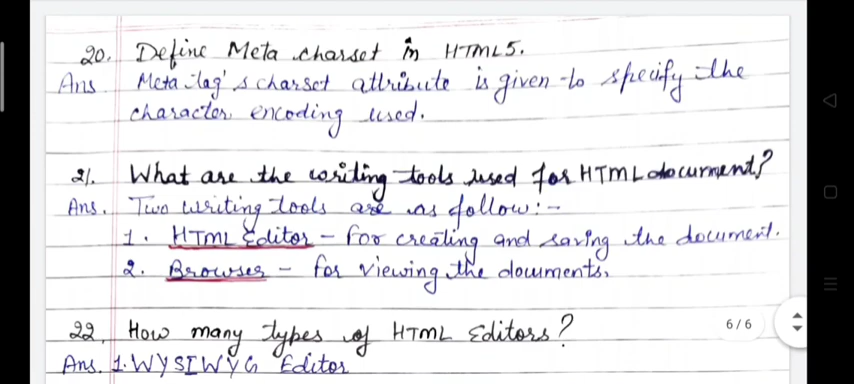 20. Define Meta charset in HTML5.
Ans Meta tag's charset attribute is given to specify the
character encoding used.
21. What are the writing tools used for HTML document?
Ans. Two writing tools are as follow:-
1. HTML Editor - For creating and saving the document.
2. Browser - for viewing the documents.
22. How many types of HTML Editors?
6/6
Ans. 1. WYSIWYG Editor